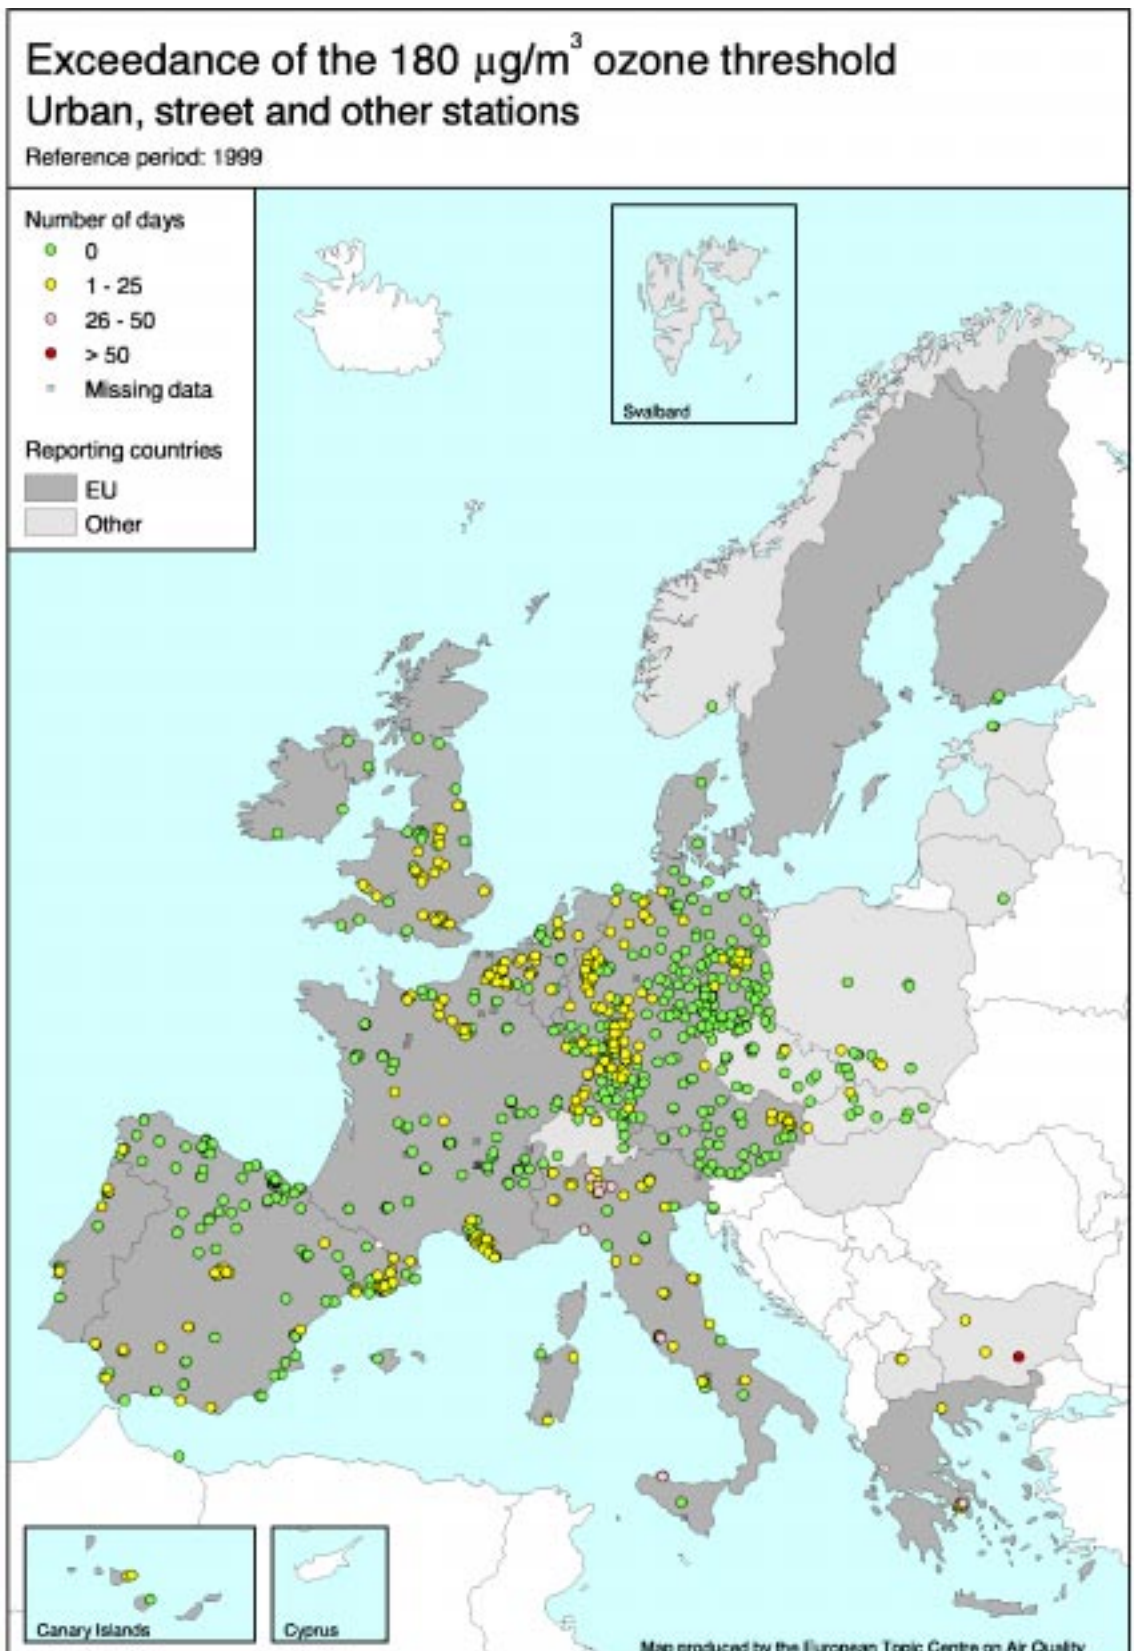 Exceedance of the 180 µg/m³ ozone threshold
Urban, street and other stations
Reference period: 1999
Number of days
0
1 - 25
26 - 50
> 50
Missing data
Reporting countries
EU
Other
Svalbard
Canary Islands
Cyprus
Map produced by the European Topic Centre on Air Quality